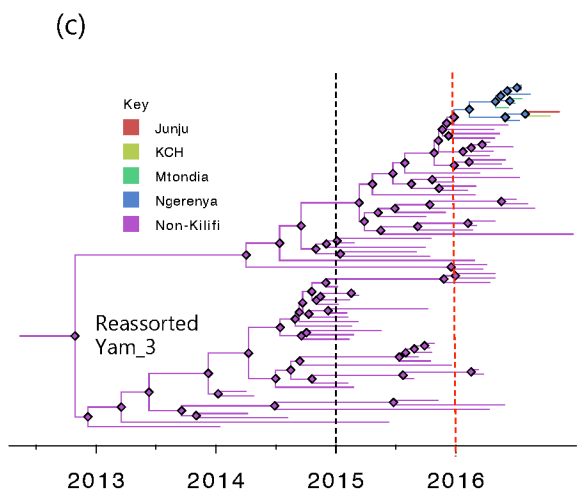 (c)
Key
Junju
KCH
Mtondia
Ngerenya
Non-Kilifi
Reassorted
Yam_3
2013 2014 2015 2016